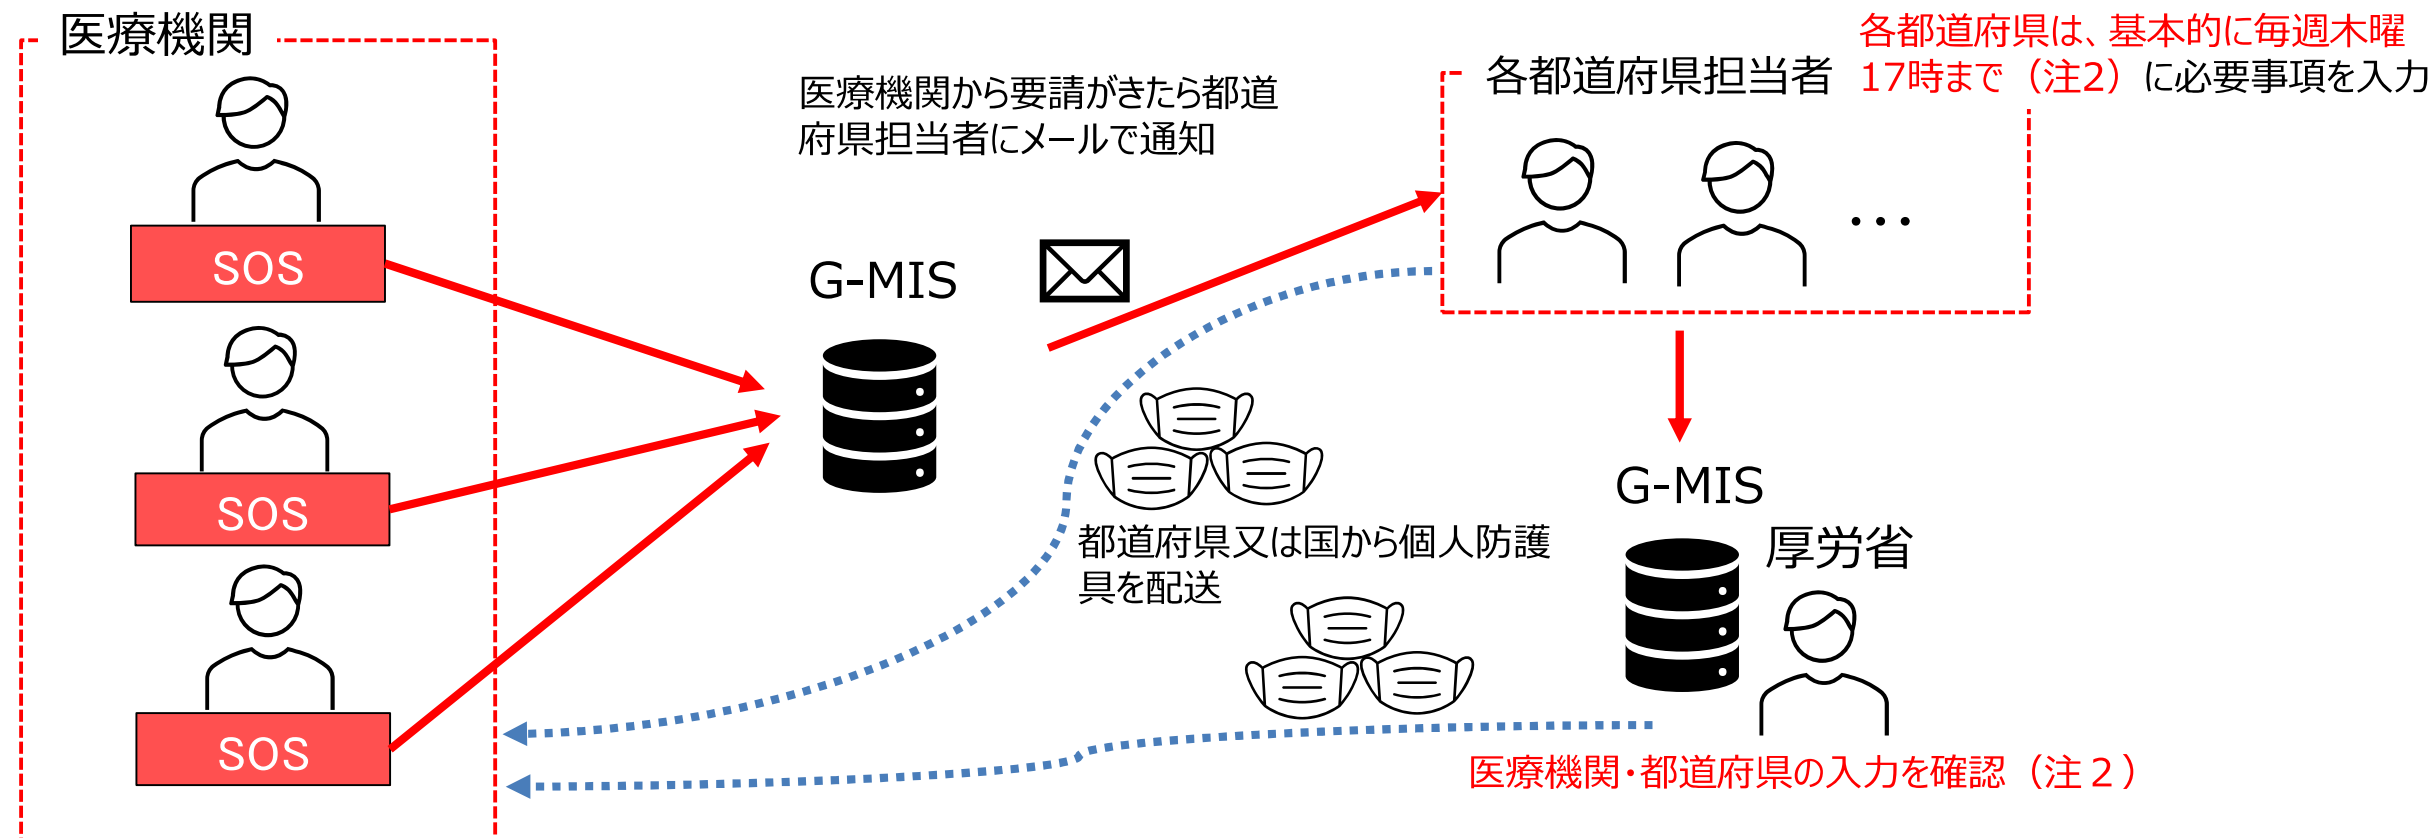 医療機関
SOS
SOS
SOS
医療機関から要請がきたら都道
府県担当者にメールで通知
G-MIS
各都道府県担当者
各都道府県は、基本的に毎週木曜
17時まで（注2）に必要事項を入力
…
都道府県又は国から個人防護
具を配送
G-MIS
厚労省
医療機関・都道府県の入力を確認（注２）